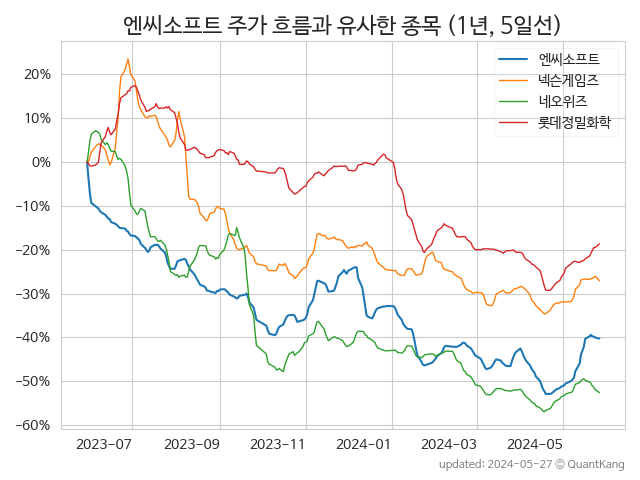 엔씨소프트 주가 흐름과 유사한 종목 (1년, 5일선)
엔씨소프트
넥슨게임즈
네오위즈
롯데정밀화학
20%
10%
0%
−10%
−20%
−30%
−40%
−50%
−60%
2023-07 2023-09 2023-11 2024-01 2024-03 2024-05
updated: 2024-05-27 © QuantKang